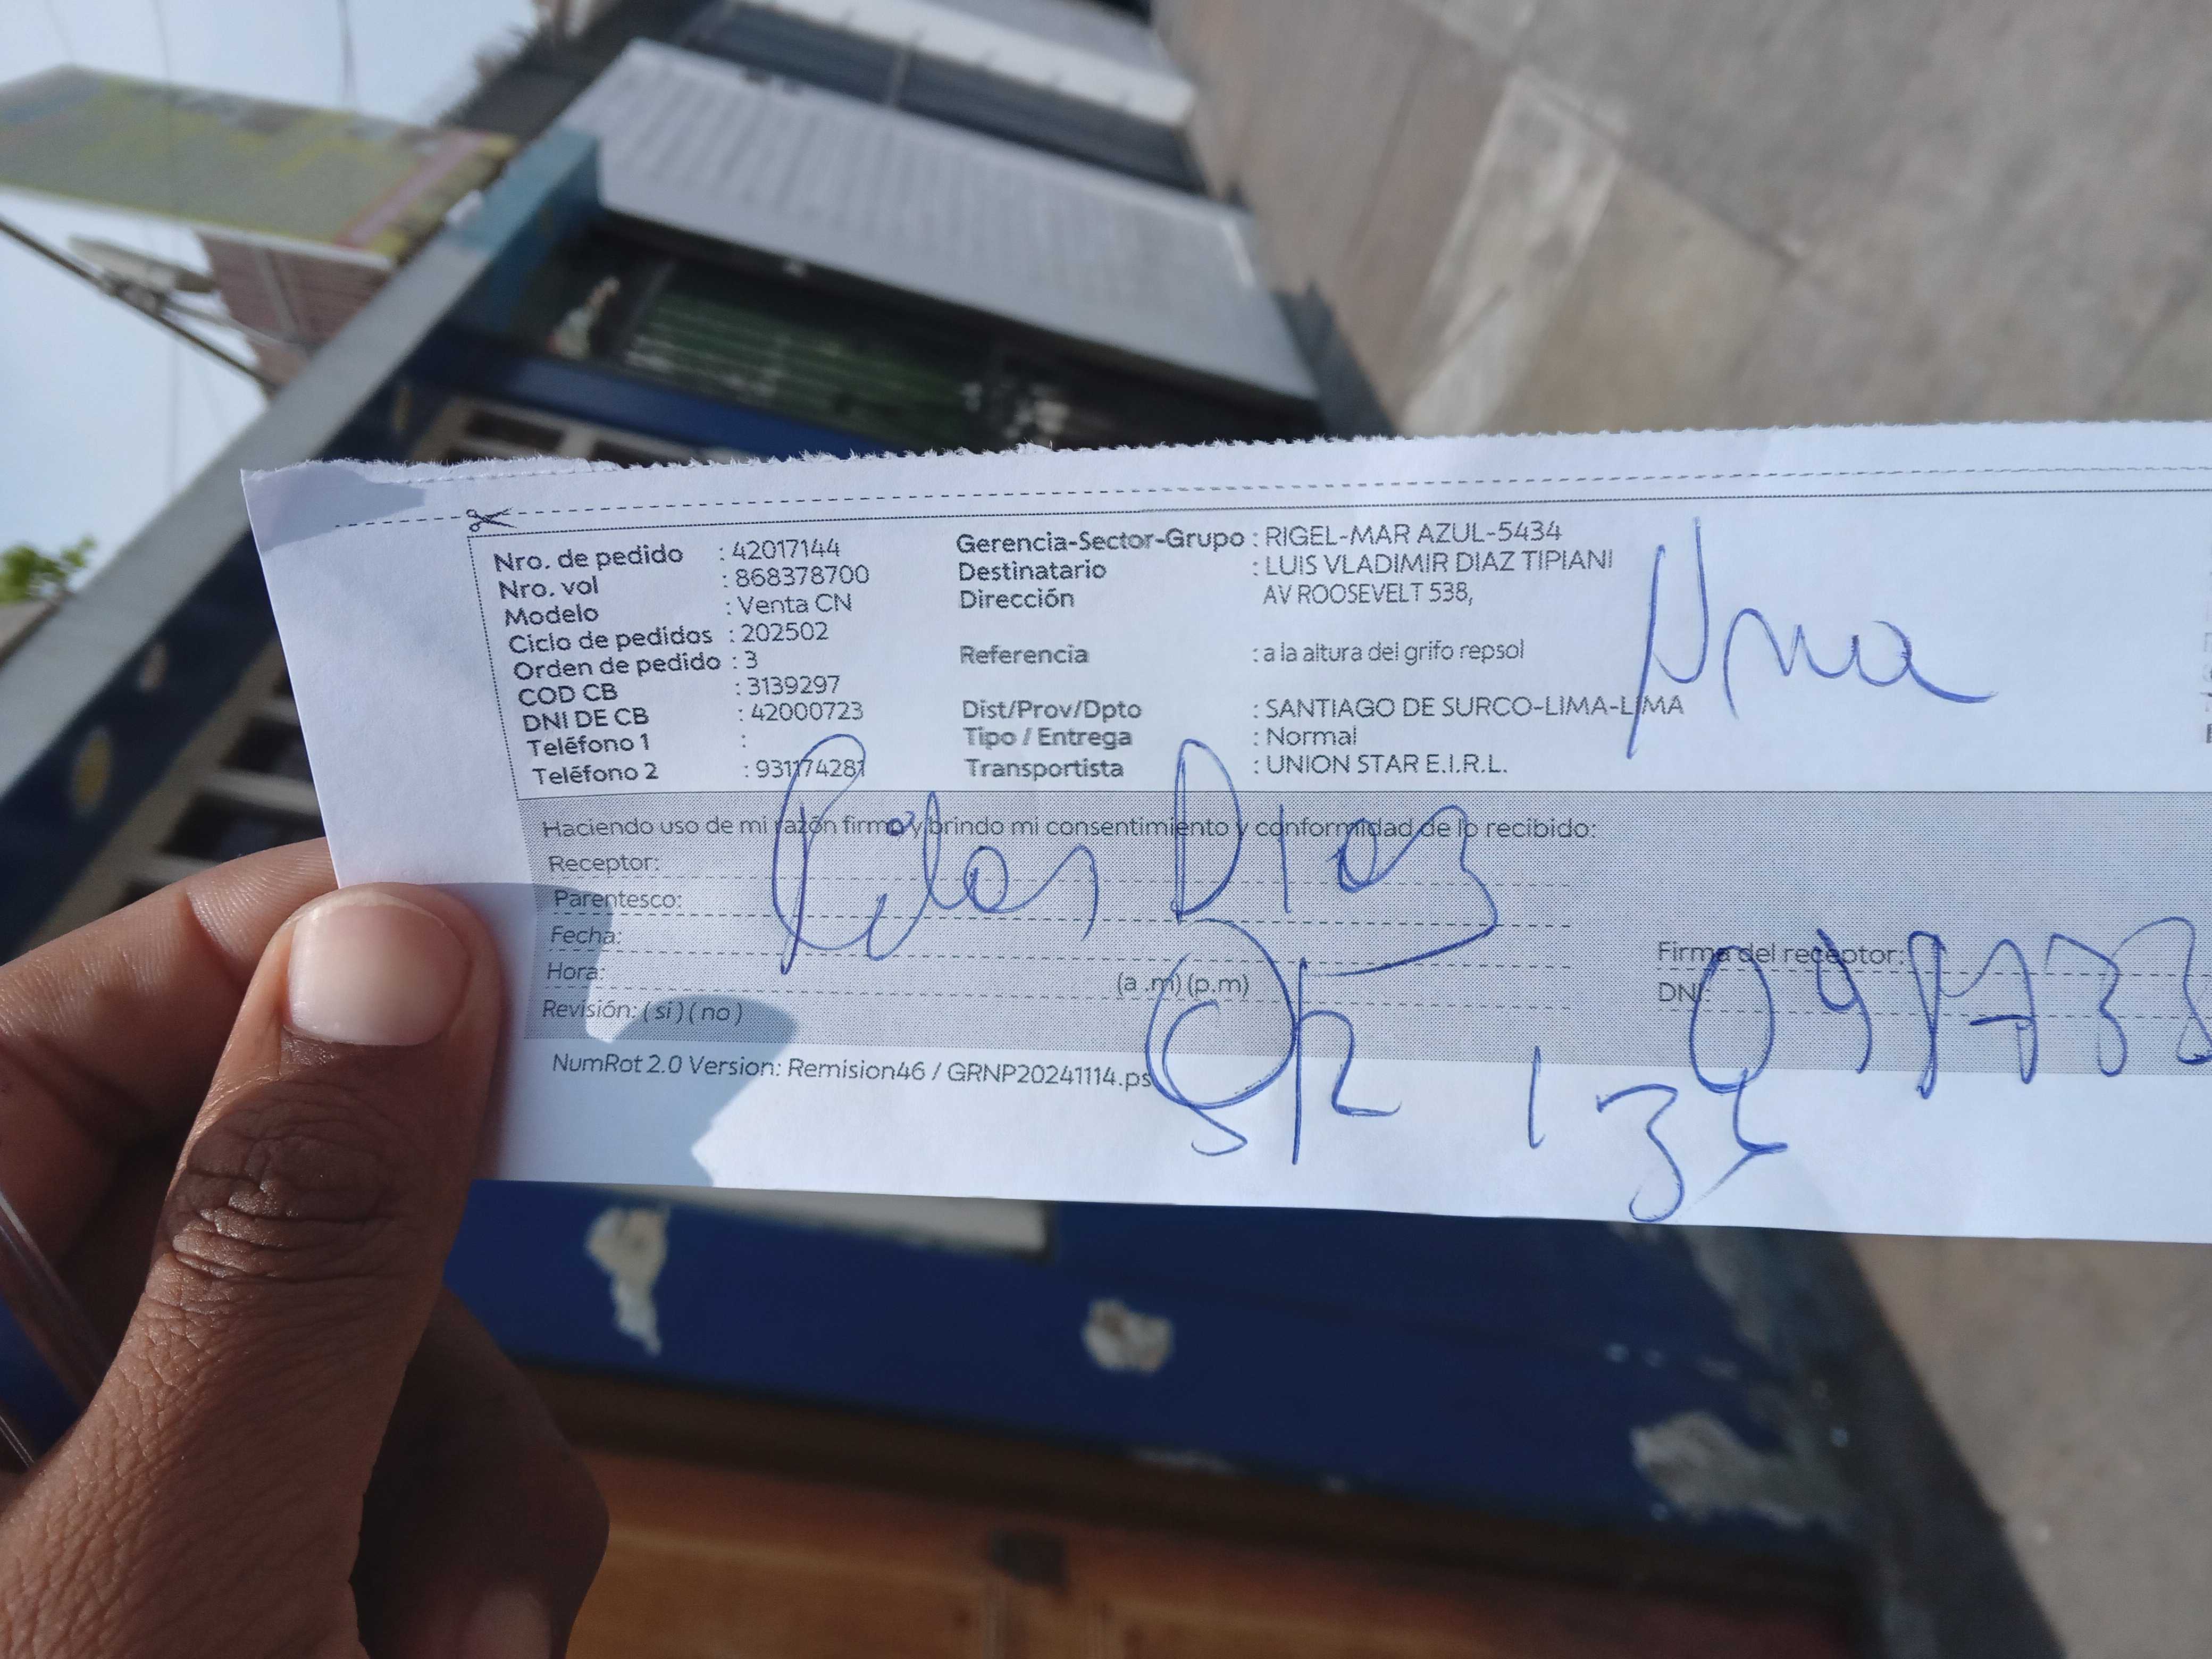 Nro. de pedido : 42017144
Nro. vol : 868378700
Modelo : Venta CN
Ciclo de pedidos : 202502
Orden de pedido : 3
COD CB : 3139297
DNI DE CB : 42000723
Teléfono 1 :
Teléfono 2 : 931174281
Gerencia-Sector-Grupo : RIGEL-MAR AZUL-5434
Destinatario : LUIS VLADIMIR DIAZ TIPIANI
Dirección AV ROOSEVELT 538,
Referencia : a la altura del grifo repsol
Dist/Prov/Dpto : SANTIAGO DE SURCO-LIMA-LIMA
Tipo / Entrega : Normal
Transportista : UNION STAR E.I.R.L.
Haciendo uso de mi razón firmo y brindo mi consentimiento y conformidad de lo recibido:
Receptor:
Pilar Diaz
Parentesco:
Fecha:
Hora: (a .m) (p.m)
Revisión: ( si ) ( no )
Firma del receptor:
DNI:
NumRot 2.0 Version: Remision46 / GRNP20241114.ps